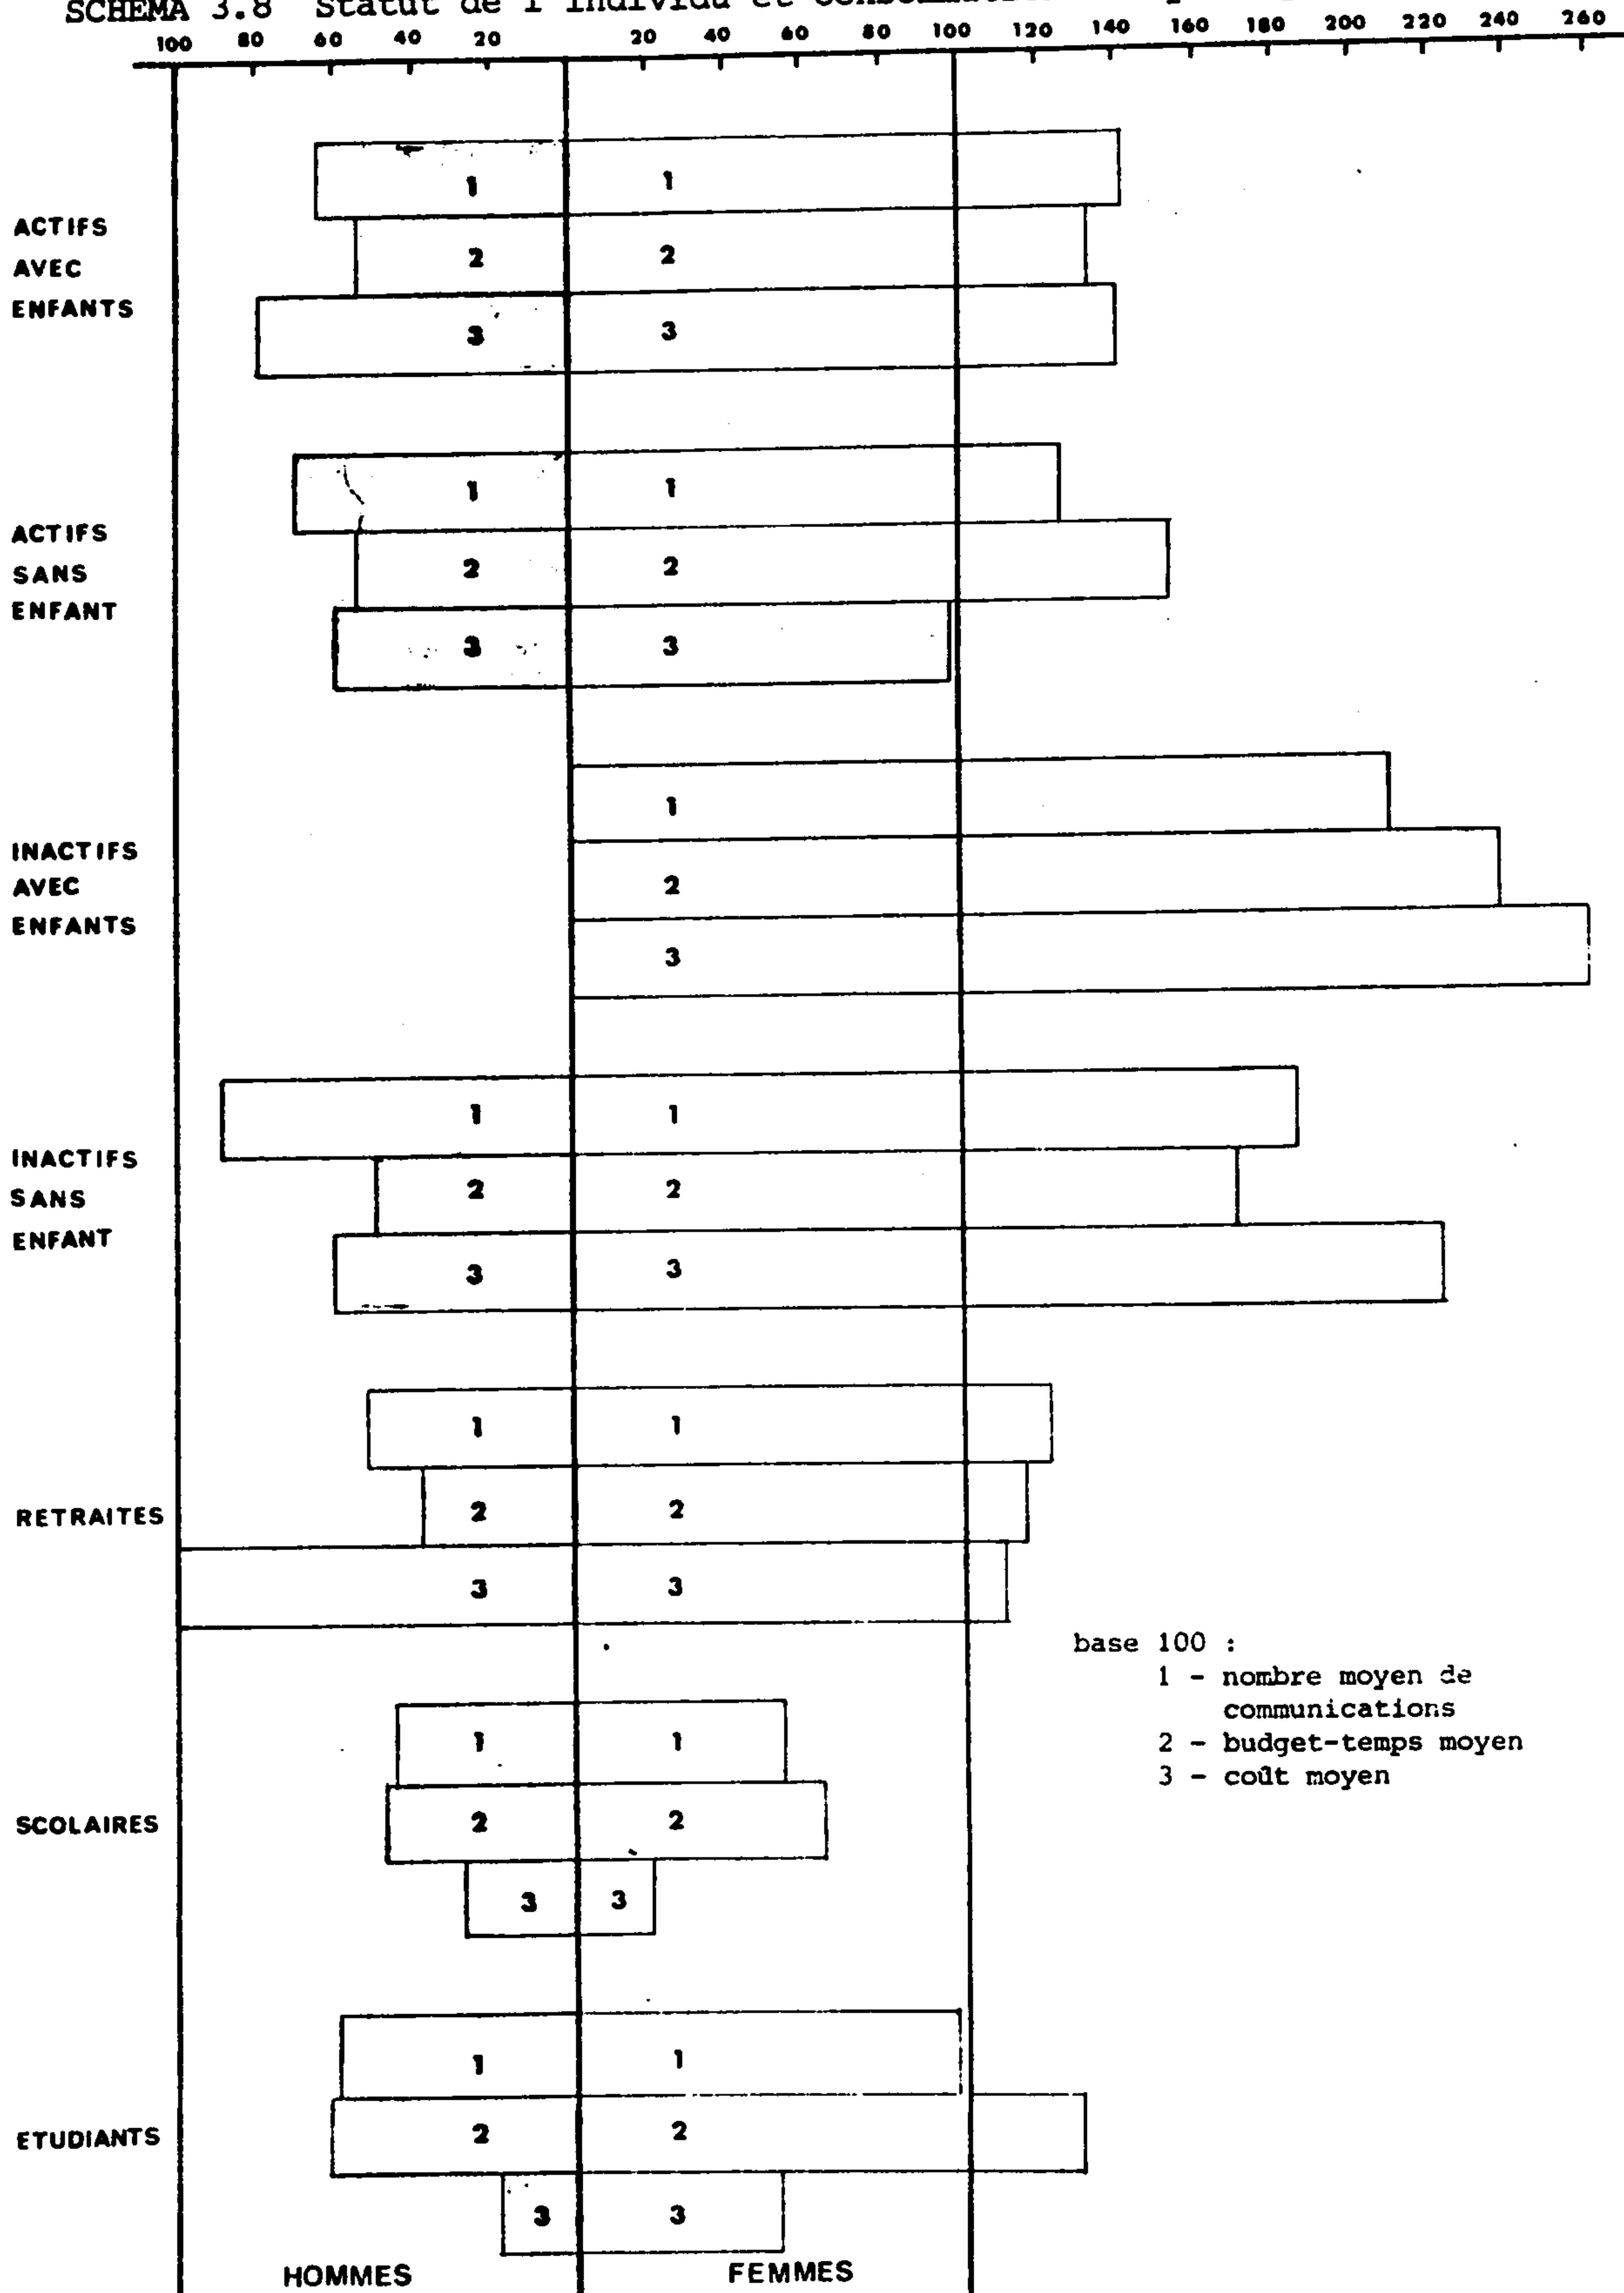 SCHEMA 3.8 Statut de l'individu et
100 80 60 40 20 20 40 60 80 100 120 140 160 180 200 220 240 260
1 1
ACTIFS
AVEC
ENFANTS
2 2
3 3
1 1
ACTIFS
SANS
ENFANT
2 2
3 3
1
INACTIFS
AVEC
ENFANTS
2
3
1 1
INACTIFS
SANS
ENFANT
2 2
3 3
1 1
RETRAITES
2 2
3 3
base 100 :
1 - nombre moyen de
communications
2 - budget-temps moyen
3 - coût moyen
1 1
SCOLAIRES
2 2
3 3
1 1
ETUDIANTS
2 2
3 3
HOMMES FEMMES